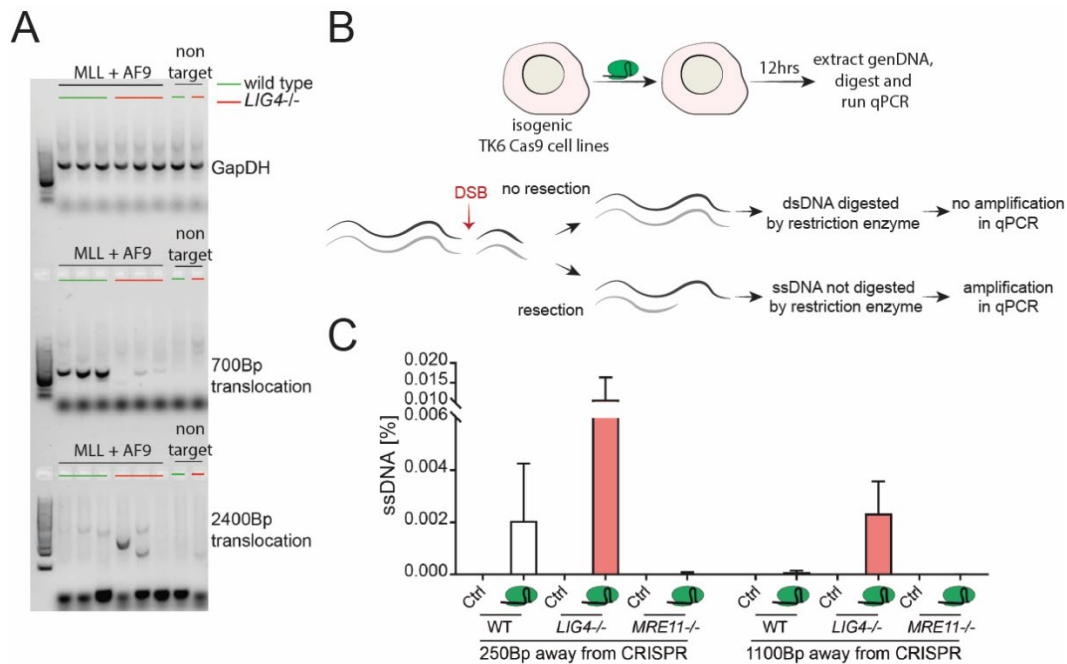 A
non
target
MLL + AF9
wild type
LIG4-/-
GapDH
non
target
MLL + AF9
700Bp
translocation
non
target
MLL + AF9
2400Bp
translocation
B
12hrs
extract genDNA,
digest and
run qPCR
isogenic
TK6 Cas9 cell lines
DSB
no resection
dsDNA digested
by restriction enzyme
no amplification
in qPCR
resection
ssDNA not digested
by restriction enzyme
amplification
in qPCR
C
ssDNA [%]
0.020
0.015
0.010
0.006
0.004
0.002
0.000
Ctrl
Ctrl
Ctrl
Ctrl
Ctrl
Ctrl
WT
LIG4-/-
MRE11-/-
WT
LIG4-/-
MRE11-/-
250Bp away from CRISPR
1100Bp away from CRISPR